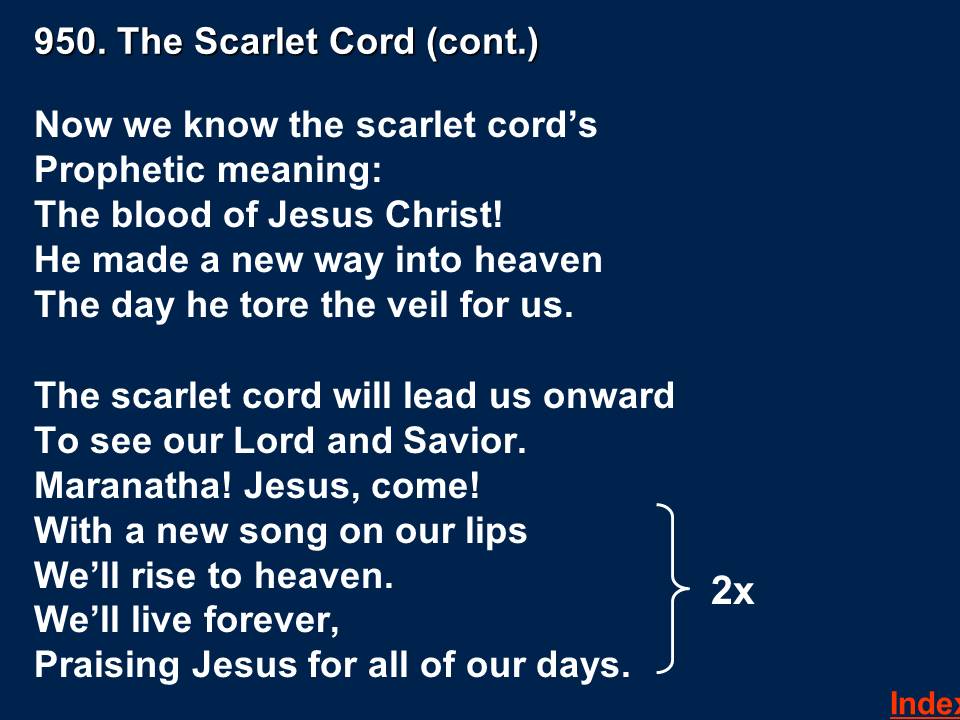 950. The Scarlet Cord (cont.)
Now we know the scarlet cord’s
Prophetic meaning:
The blood of Jesus Christ!
He made a new way into heaven
The day he tore the veil for us.
The scarlet cord will lead us onward
To see our Lord and Savior.
Maranatha! Jesus, come!
With a new song on our lips
We’ll rise to heaven.
2x
We’ll live forever,
Praising Jesus for all of our days.
Index